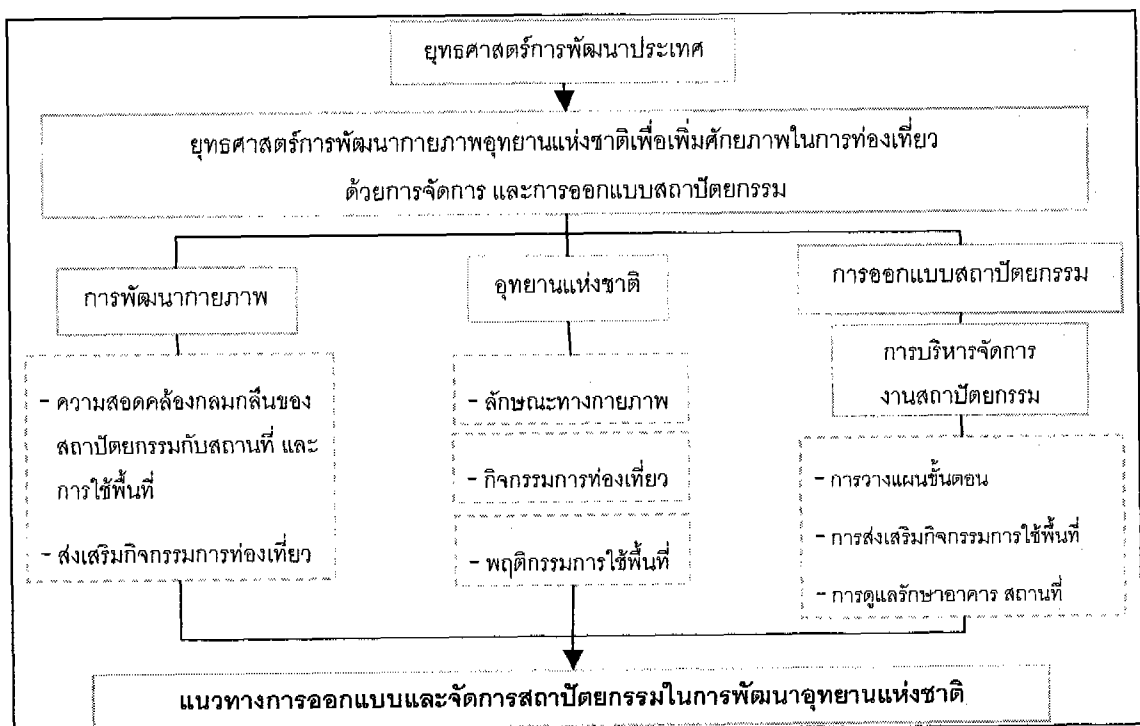 ยุทธศาสตร์การพัฒนาประเทศ
ยุทธศาสตร์การพัฒนากายภาพอุทยานแห่งชาติเพื่อเพิ่มศักยภาพในการท่องเที่ยว
ด้วยการจัดการ และการออกแบบสถาปัตยกรรม
การพัฒนากายภาพ
- ความสอดคล้องกลมกลืนของ
สถาปัตยกรรมกับสถานที่ และ
การใช้พื้นที่
- ส่งเสริมกิจกรรมการท่องเที่ยว
อุทยานแห่งชาติ
- ลักษณะทางกายภาพ
- กิจกรรมการท่องเที่ยว
- พฤติกรรมการใช้พื้นที่
การออกแบบสถาปัตยกรรม
การบริหารจัดการ
งานสถาปัตยกรรม
- การวางแผนขั้นตอน
- การส่งเสริมกิจกรรมการใช้พื้นที่
- การดูแลรักษาอาคาร สถานที่
แนวทางการออกแบบและจัดการสถาปัตยกรรมในการพัฒนาอุทยานแห่งชาติ